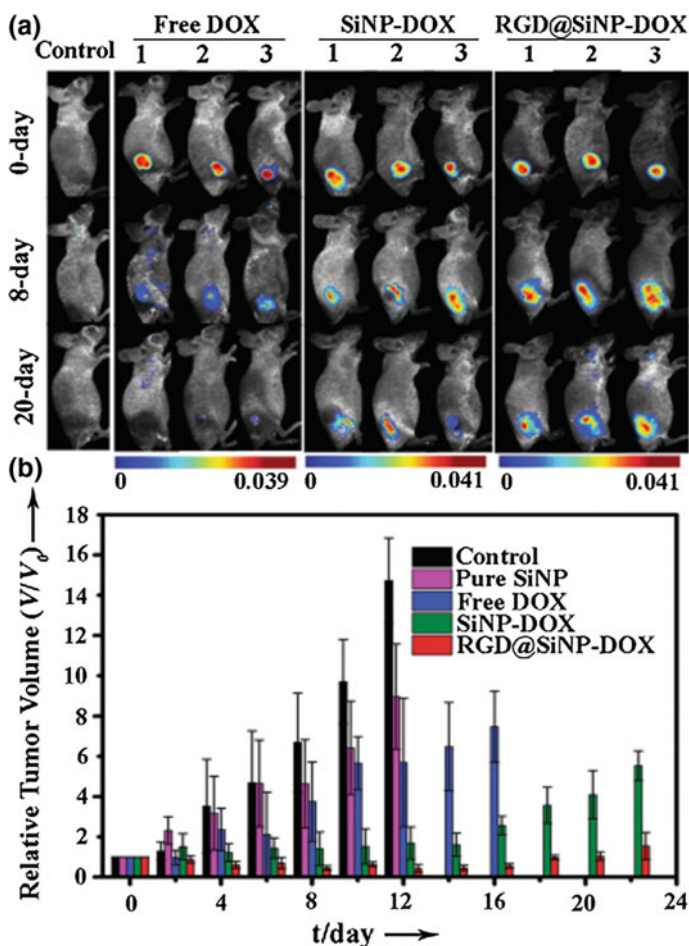 (a)
Free DOX SiNP-DOX RGD@SiNP-DOX
Control 1 2 3 1 2 3 1 2 3
0-day
8-day
20-day
0 0.039 0 0.041 0 0.041
(b)
Relative Tumor Volume (V/V0)
18
16
14
12
10
8
6
4
2
0
Control
Pure SiNP
Free DOX
SiNP-DOX
RGD@SiNP-DOX
0 4 8 12 16 20 24
t/day